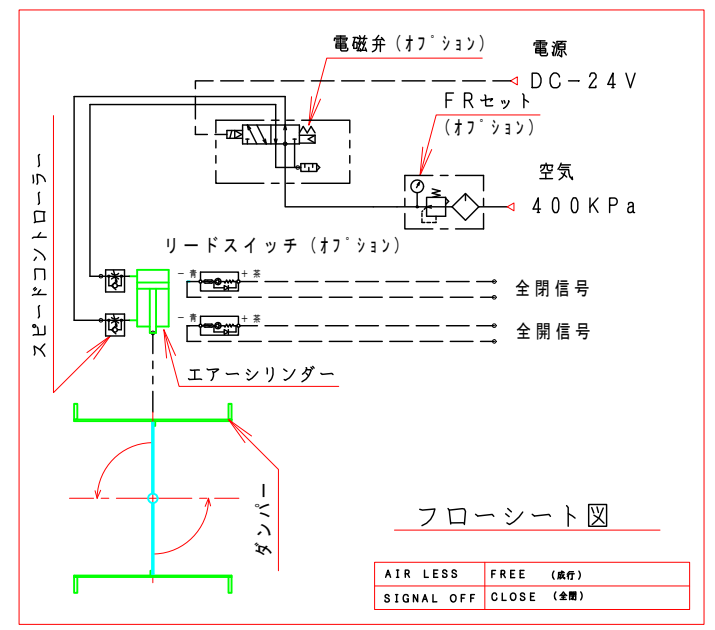 電磁弁(オプション)
電源
DC-24V
FRセット
(オプション)
空気
400KPa
スピードコントローラー
リードスイッチ(オプション)
- 青
+ 茶
全閉信号
- 青
+ 茶
全開信号
エアーシリンダー
ダンパー
フローシート図
AIR LESS FREE (成行)
SIGNAL OFF CLOSE (全閉)